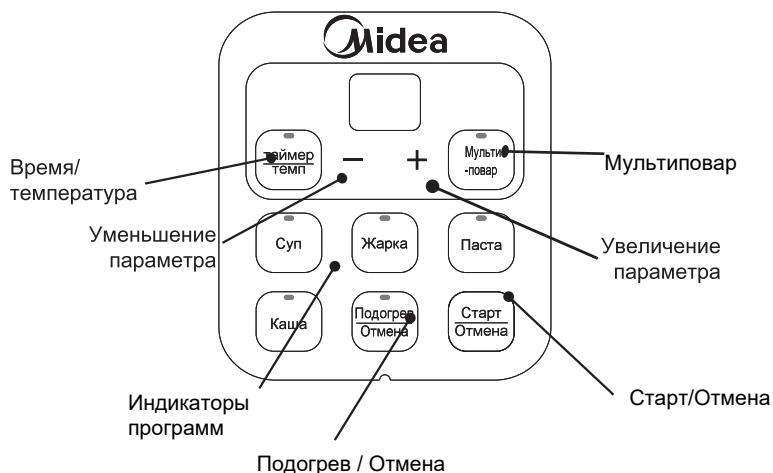 Midea
таймер
темп
−
+
Мульти
-повар
Время/
температура
Мультиповар
Уменьшение
параметра
Суп
Жарка
Паста
Увеличение
параметра
Каша
Подогрев
Отмена
Старт
Отмена
Индикаторы
программ
Старт/Отмена
Подогрев / Отмена